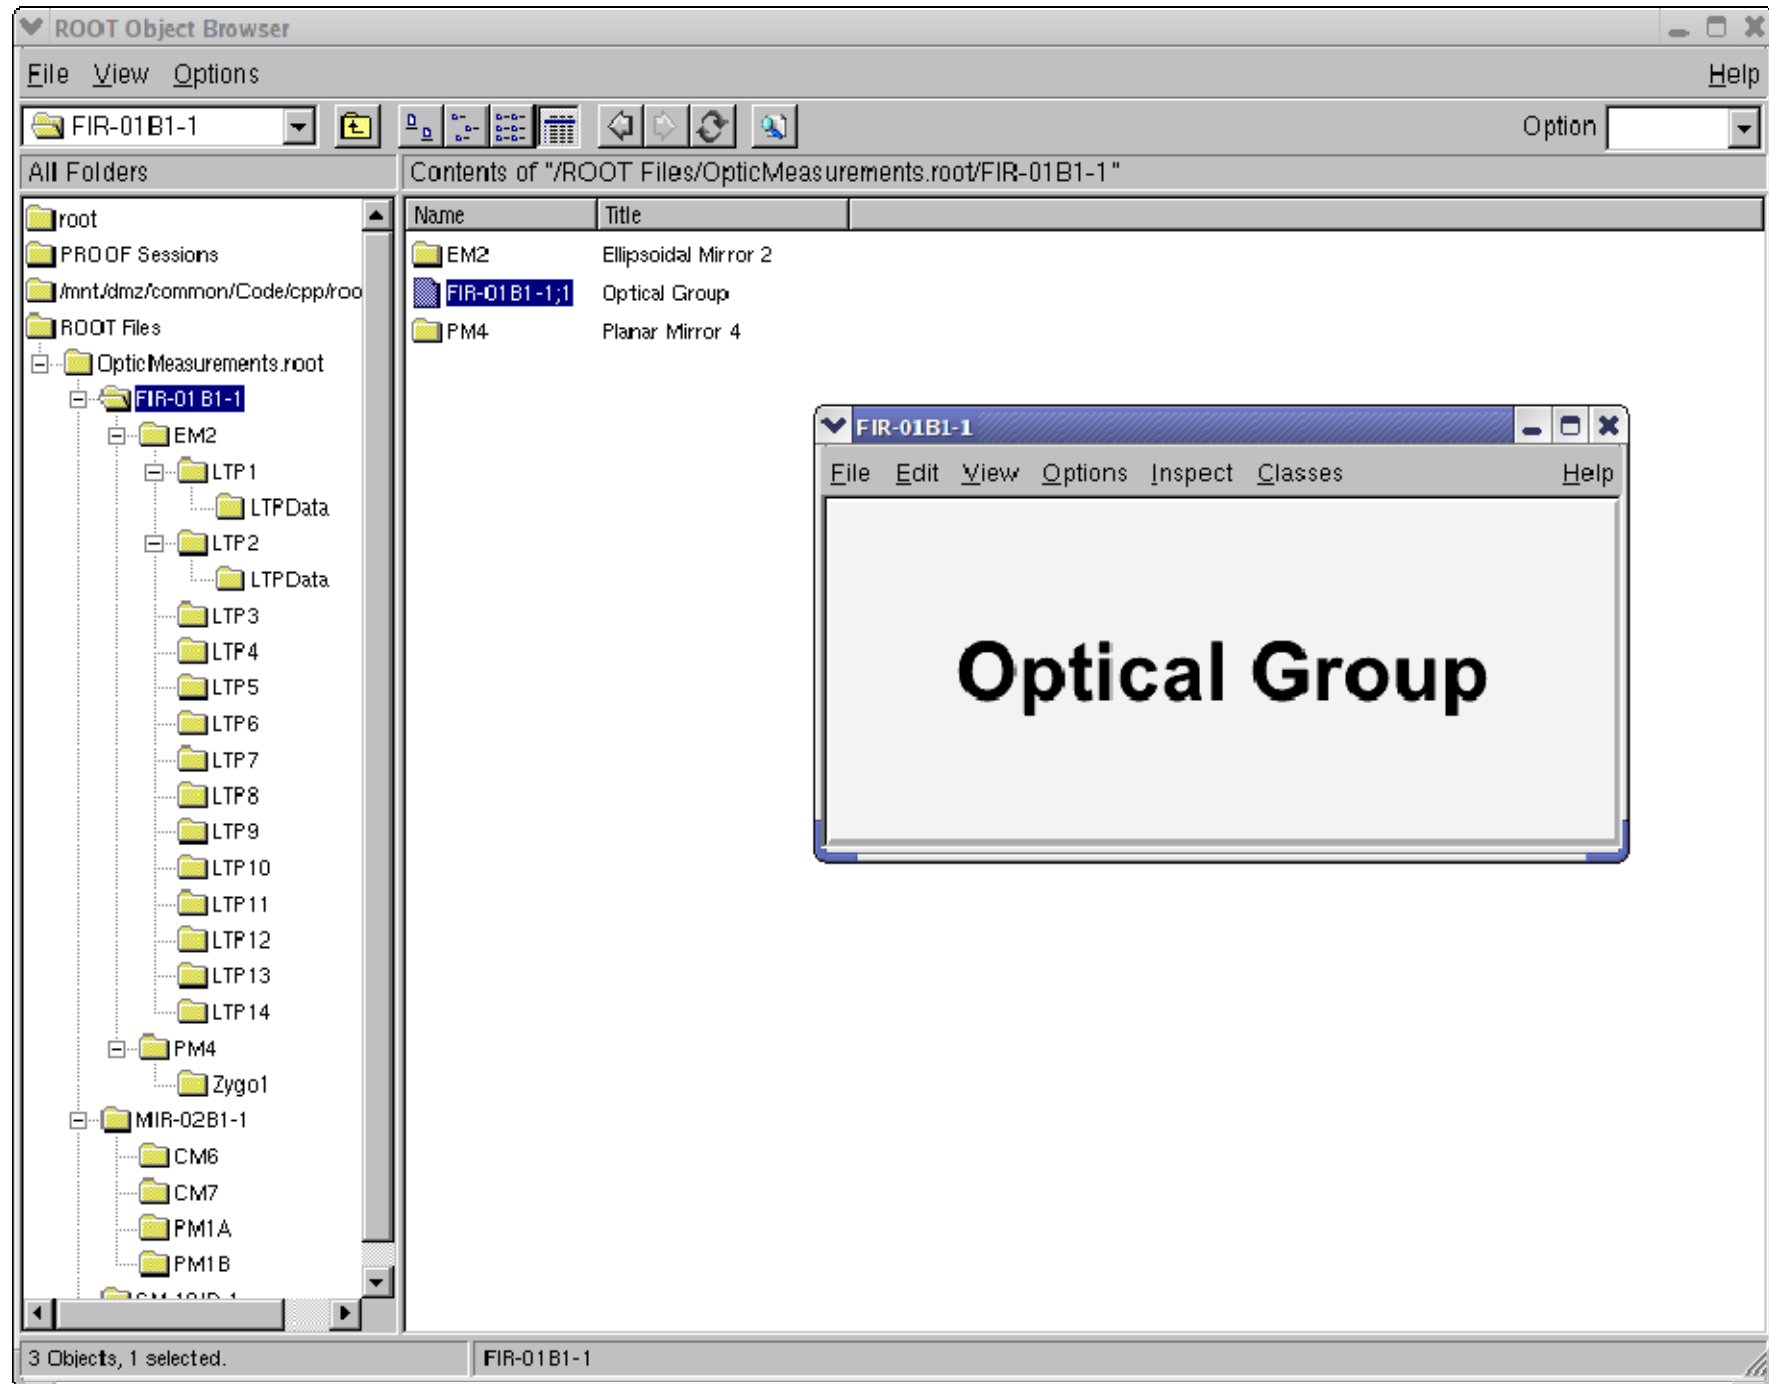 ROOT Object Browser
File View Options Help
FIR-01B1-1 Option
All Folders
Contents of "/ROOT Files/OpticMeasurements.root/FIR-01B1-1"
root
PROOF Sessions
/mnt/dmz/common/Code/cpp/roo
ROOT Files
OpticMeasurements.root
FIR-01B1-1
EM2
LTP1
LTPData
LTP2
LTPData
LTP3
LTP4
LTP5
LTP6
LTP7
LTP8
LTP9
LTP10
LTP11
LTP12
LTP13
LTP14
PM4
Zygo1
MIR-02B1-1
CM6
CM7
PM1A
PM1B
Name Title
EM2 Ellipsoidal Mirror 2
FIR-01B1-1;1 Optical Group
PM4 Planar Mirror 4
FIR-01B1-1
File Edit View Options Inspect Classes Help
Optical Group
3 Objects, 1 selected.
FIR-01B1-1